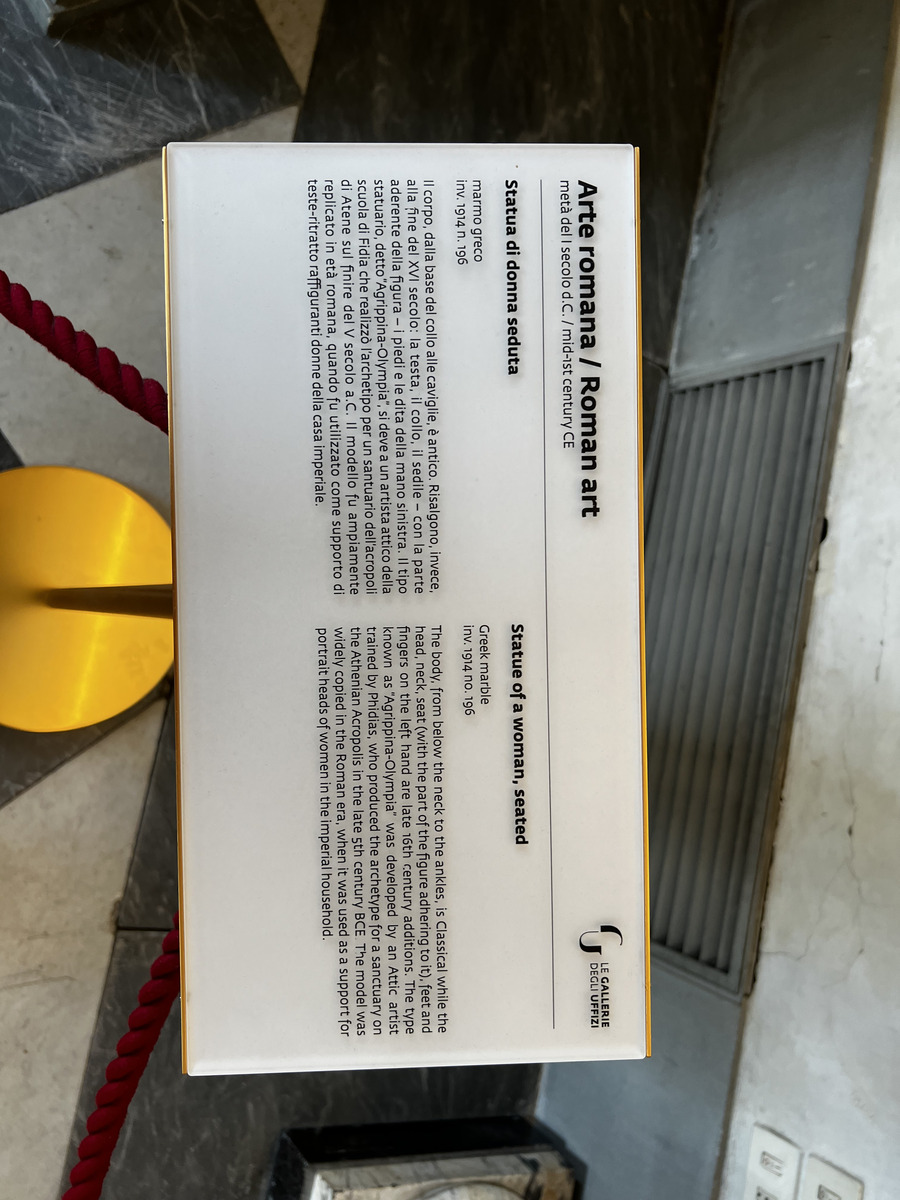 Arte romana / Roman art
metà del I secolo d.C. / mid-1st century CE
LE GALLERIE
DEGLI UFFIZI
Statua di donna seduta
marmo greco
inv. 1914 n. 196
Il corpo, dalla base del collo alle caviglie, è antico. Risalgono, invece,
alla fine del XVI secolo: la testa, il collo, il sedile – con la parte
aderente della figura – i piedi e le dita della mano sinistra. Il tipo
statuario, detto"Agrippina-Olympia", si deve a un artista attico della
scuola di Fidia che realizzò l'archetipo per un santuario dell'acropoli
di Atene sul finire del V secolo a.C. Il modello fu ampiamente
replicato in età romana, quando fu utilizzato come supporto di
teste-ritratto raffiguranti donne della casa imperiale.
Statue of a woman, seated
Greek marble
inv. 1914 no. 196
The body, from below the neck to the ankles, is Classical while the
head, neck, seat (with the part of the figure adhering to it), feet and
fingers on the left hand are late 16th century additions. The type
known as "Agrippina-Olympia" was developed by an Attic artist
trained by Phidias, who produced the archetype for a sanctuary on
the Athenian Acropolis in the late 5th century BCE. The model was
widely copied in the Roman era, when it was used as a support for
portrait heads of women in the imperial household.